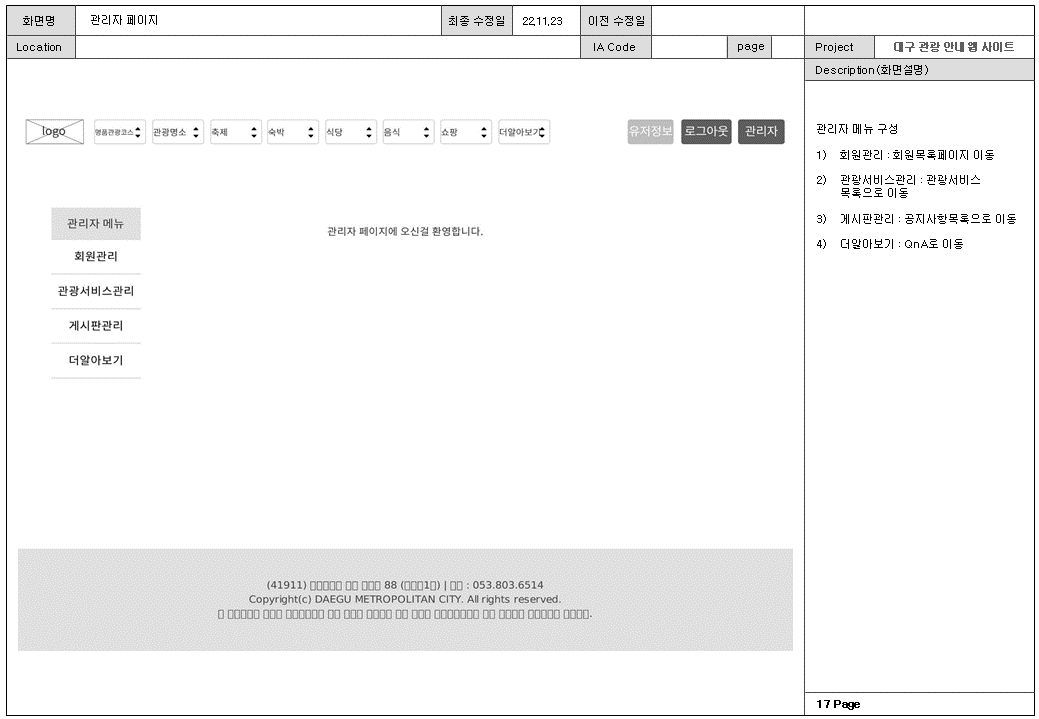 화면명 관리자 페이지 최종 수정일 22.11.23 이전 수정일
Location IA Code page Project 대구 관광 안내 웹 사이트
Description(화면설명)
logo 명품관광코스 관광명소 축제 숙박 식당 음식 쇼핑 더알아보기 유저정보 로그아웃 관리자
관리자 메뉴
회원관리
관광서비스관리
게시판관리
더알아보기
관리자 페이지에 오신걸 환영합니다.
(41911) 88 ( 1 ) | : 053.803.6514
Copyright(c) DAEGU METROPOLITAN CITY. All rights reserved.
관리자 메뉴 구성
1) 회원관리 : 회원목록페이지 이동
2) 관광서비스관리 : 관광서비스
목록으로 이동
3) 게시판관리 : 공지사항목록으로 이동
4) 더알아보기 : QnA로 이동
17 Page